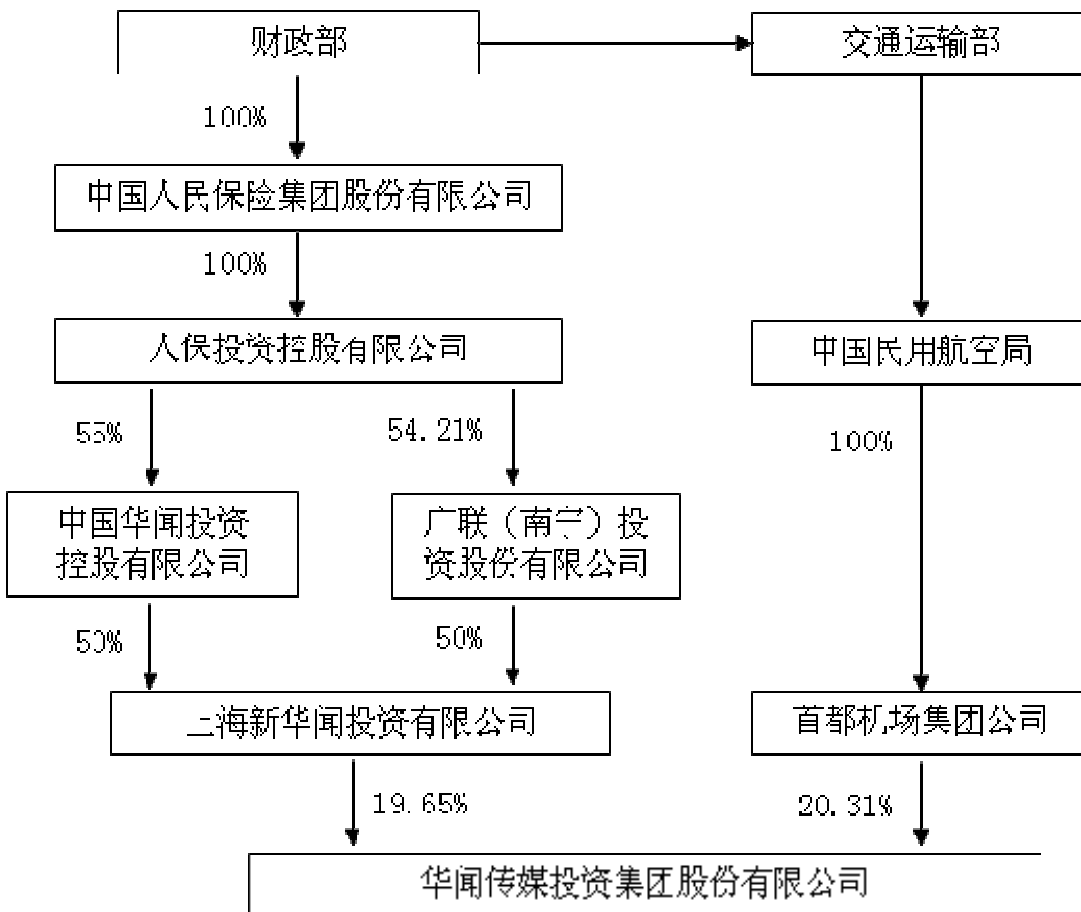 财政部
交通运输部
100%
中国人民保险集团股份有限公司
100%
人保投资控股有限公司
中国民用航空局
55%
54.21%
100%
中国华闻投资
控股有限公司
广联（南宁）投
资股份有限公司
50%
50%
上海新华闻投资有限公司
首都机场集团公司
19.65%
20.31%
华闻传媒投资集团股份有限公司